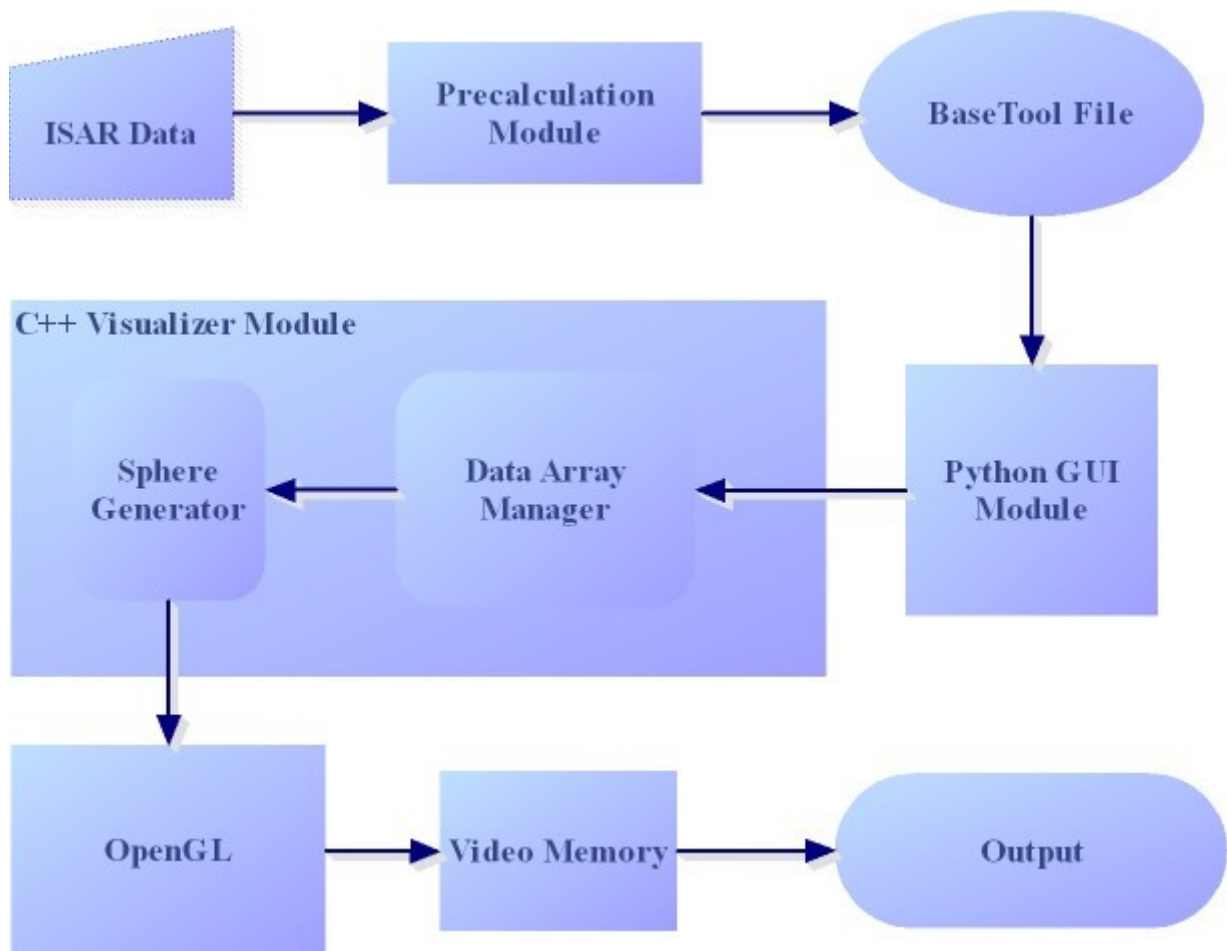 ISAR Data
Precalculation
Module
BaseTool File
C++ Visualizer Module
Sphere
Generator
Data Array
Manager
Python GUI
Module
OpenGL
Video Memory
Output